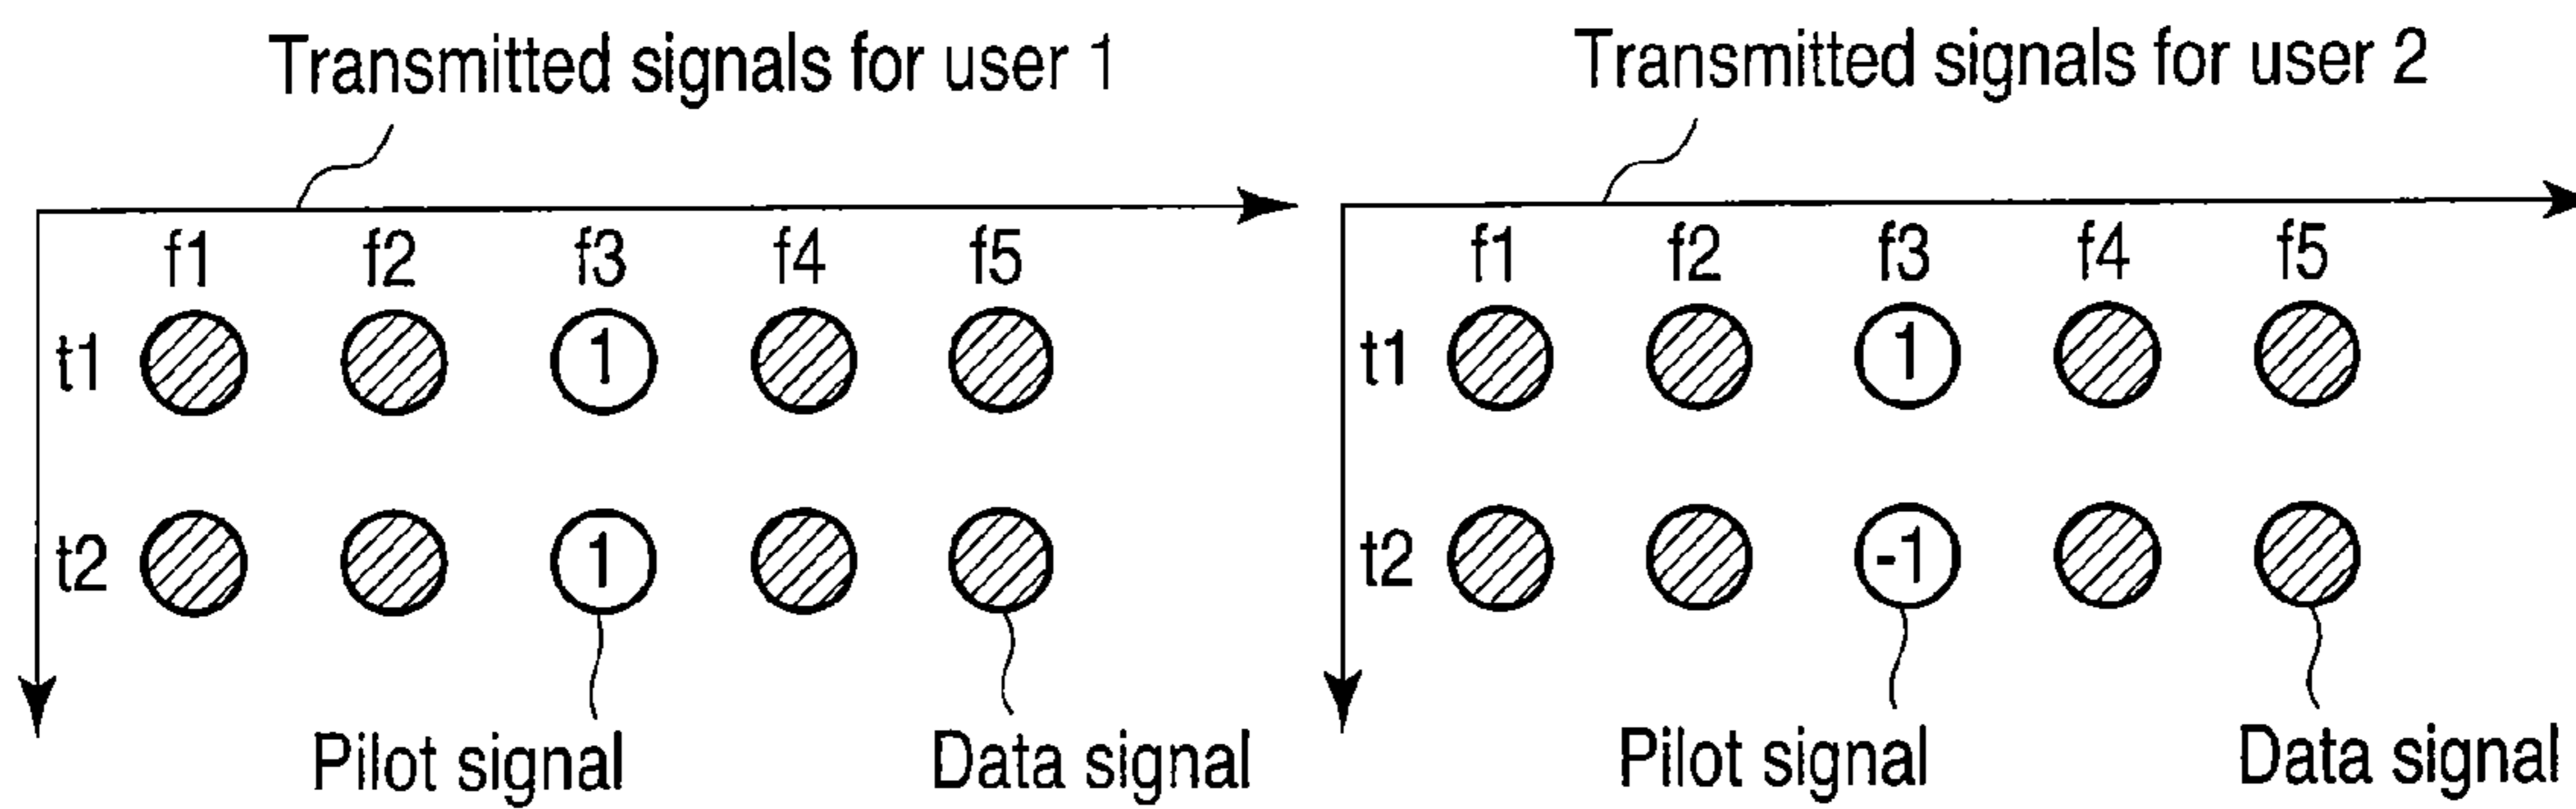 Transmitted signals for user 1
f1 f2 f3 f4 f5
t1 1
t2 1
Pilot signal Data signal
Transmitted signals for user 2
f1 f2 f3 f4 f5
t1 1
t2 -1
Pilot signal Data signal